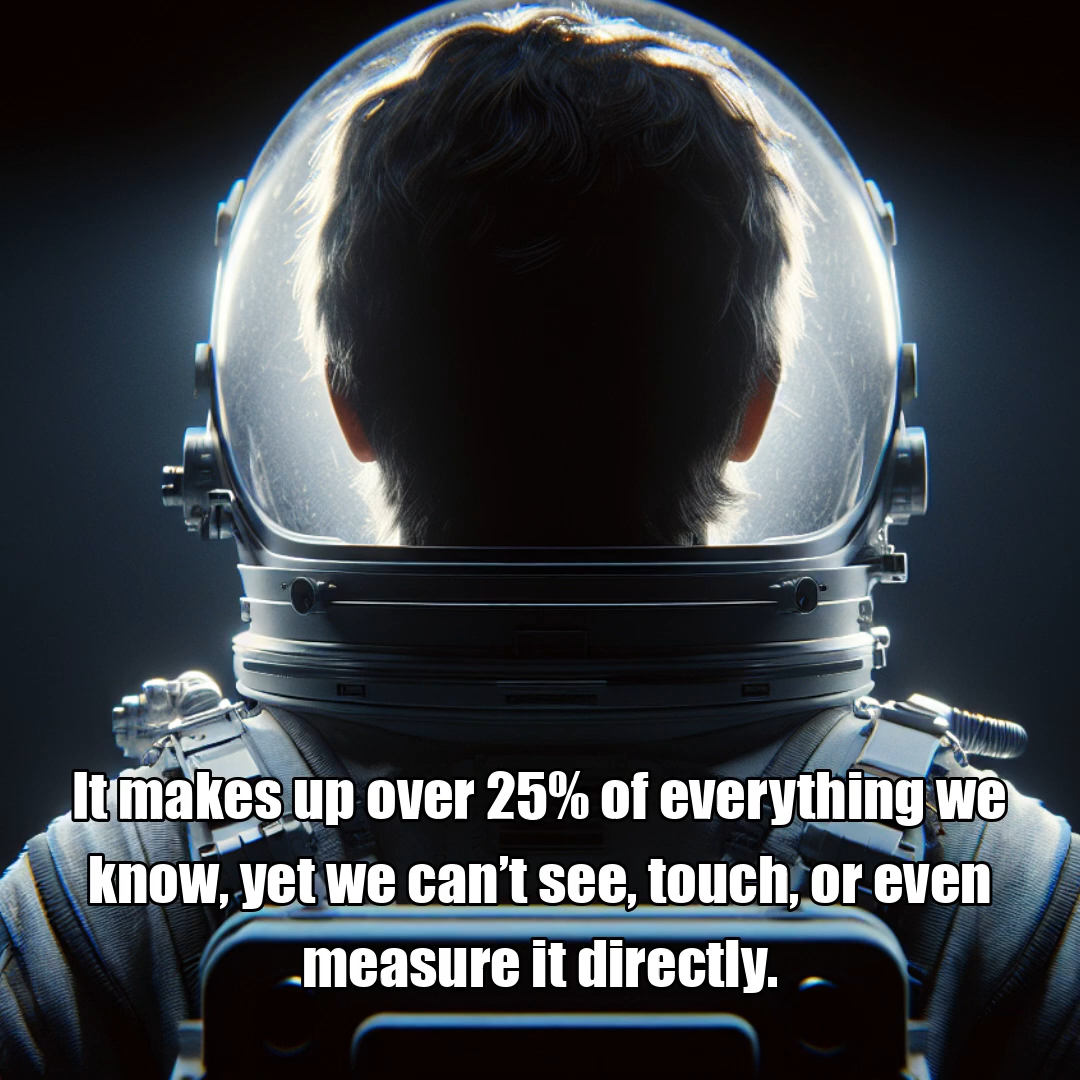 It makes up over 25% of everything we
know, yet we can’t see, touch, or even
measure it directly.